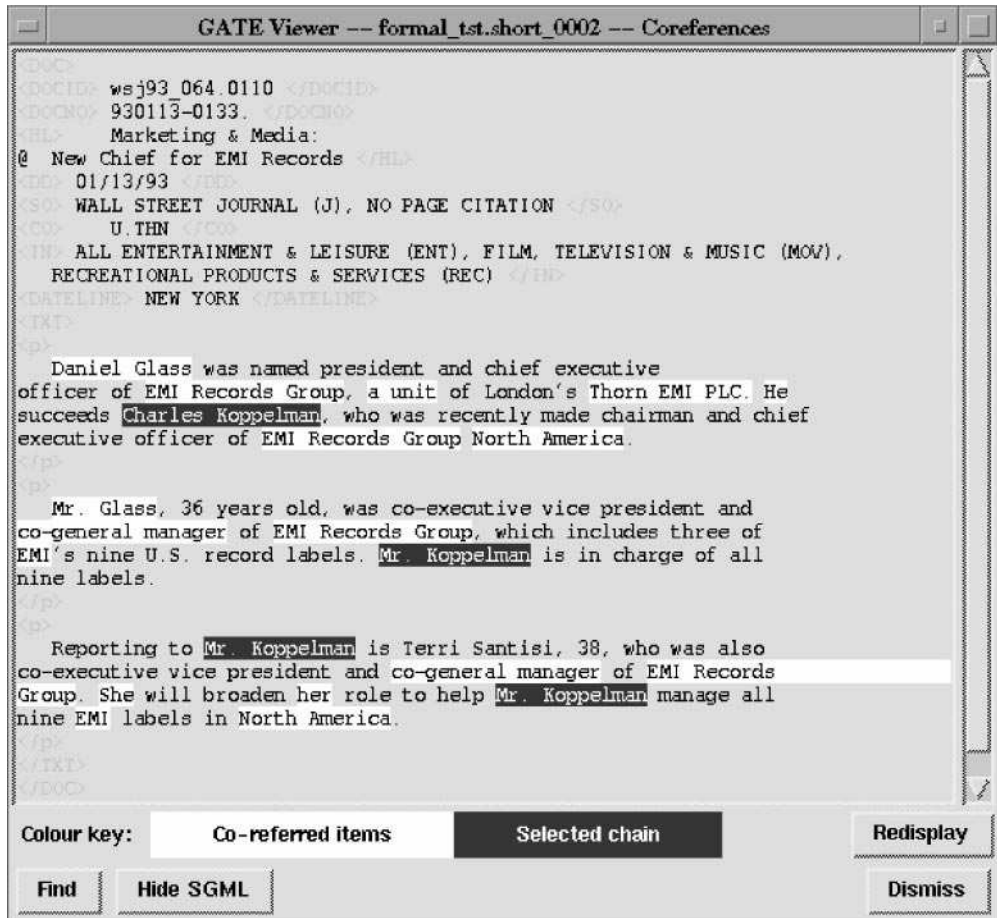 GATE Viewer -- formal_tst.short_0002 -- Coreferences
<DOC>
<DOCID> wsj93_064.0110 </DOCID>
<DOCNO> 930113-0133. </DOCNO>
<HL> Marketing & Media:
@ New Chief for EMI Records </HL>
<DD> 01/13/93 </DD>
<SO> WALL STREET JOURNAL (J), NO PAGE CITATION </SO>
<CO> U.THN </CO>
<IN> ALL ENTERTAINMENT & LEISURE (ENT), FILM, TELEVISION & MUSIC (MOV),
RECREATIONAL PRODUCTS & SERVICES (REC) </IN>
<DATELINE> NEW YORK </DATELINE>
<TXT>
<p>
Daniel Glass was named president and chief executive
officer of EMI Records Group, a unit of London's Thorn EMI PLC. He
succeeds Charles Koppelman, who was recently made chairman and chief
executive officer of EMI Records Group North America.
</p>
<p>
Mr. Glass, 36 years old, was co-executive vice president and
co-general manager of EMI Records Group, which includes three of
EMI's nine U.S. record labels. Mr. Koppelman is in charge of all
nine labels.
</p>
<p>
Reporting to Mr. Koppelman is Terri Santisi, 38, who was also
co-executive vice president and co-general manager of EMI Records
Group. She will broaden her role to help Mr. Koppelman manage all
nine EMI labels in North America.
</p>
</TXT>
</DOC>
Colour key: Co-referred items Selected chain Redisplay
Find Hide SGML Dismiss